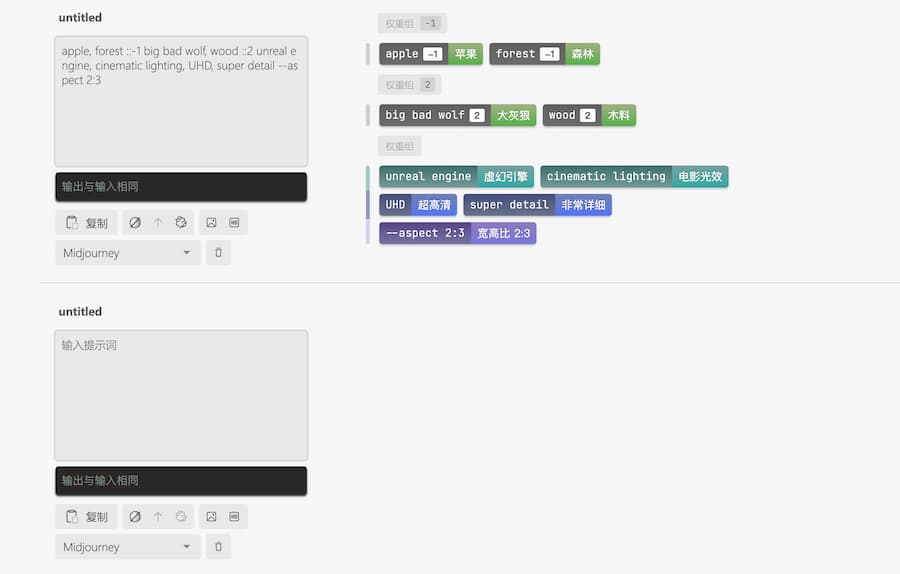 untitled
apple, forest ::-1 big bad wolf, wood ::2 unreal e
ngine, cinematic lighting, UHD, super detail --as
pect 2:3
输出与输入相同
复制
Midjourney
权重组 -1
apple -1 苹果 forest -1 森林
权重组 2
big bad wolf 2 大灰狼 wood 2 木料
权重组
unreal engine 虚幻引擎 cinematic lighting 电影光效
UHD 超高清 super detail 非常详细
--aspect 2:3 宽高比 2:3
untitled
输入提示词
输出与输入相同
复制
Midjourney